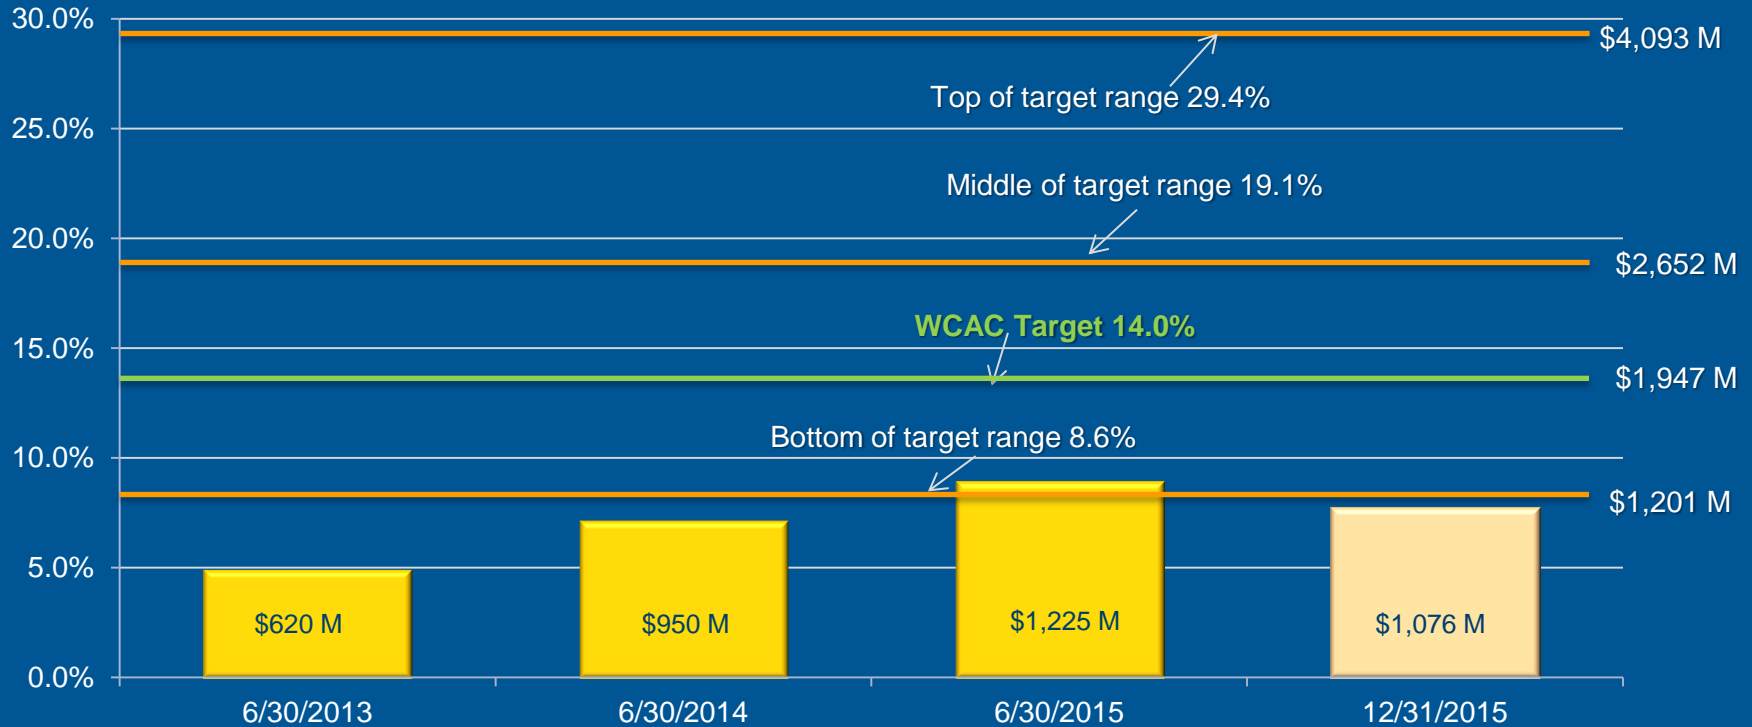 30.0%
$4,093 M
Top of target range 29.4%
25.0%
Middle of target range 19.1%
20.0%
$2,652 M
WCAC Target 14.0%
15.0%
$1,947 M
Bottom of target range 8.6%
10.0%
$1,201 M
5.0%
$620 M
$950 M
$1,225 M
$1,076 M
0.0%
6/30/2013
6/30/2014
6/30/2015
12/31/2015